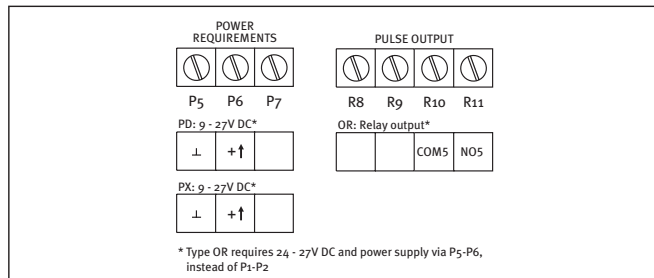 POWER
REQUIREMENTS
PULSE OUTPUT
P5 P6 P7
R8 R9 R10 R11
PD: 9 - 27V DC*
OR: Relay output*
⊥ +↑
COM5 NO5
PX: 9 - 27V DC*
⊥ +↑
* Type OR requires 24 - 27V DC and power supply via P5-P6,
instead of P1-P2